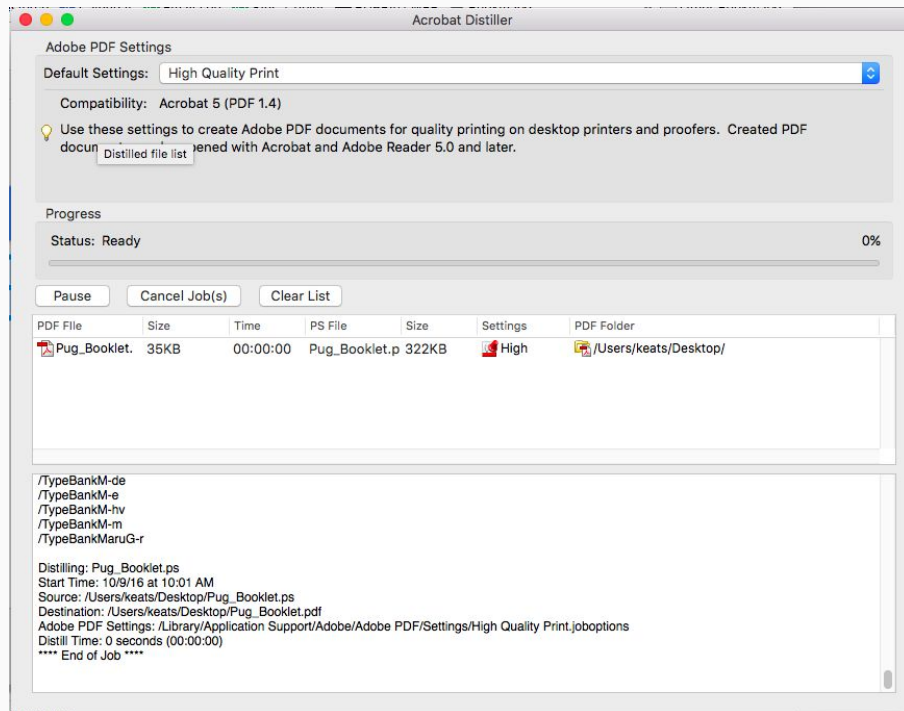 Acrobat Distiller
Adobe PDF Settings
Default Settings: High Quality Print
Compatibility: Acrobat 5 (PDF 1.4)
Use these settings to create Adobe PDF documents for quality printing on desktop printers and proofers. Created PDF
opened with Acrobat and Adobe Reader 5.0 and later.
Distilled file list
Progress
Status: Ready 0%
Pause Cancel Job(s) Clear List
PDF FIle Size Time PS File Size Settings PDF Folder
Pug_Booklet. 35KB 00:00:00 Pug_Booklet.p 322KB High /Users/keats/Desktop/
/TypeBankM-de
/TypeBankM-e
/TypeBankM-hv
/TypeBankM-m
/TypeBankMaruG-r
Distilling: Pug_Booklet.ps
Start Time: 10/9/16 at 10:01 AM
Source: /Users/keats/Desktop/Pug_Booklet.ps
Destination: /Users/keats/Desktop/Pug_Booklet.pdf
Adobe PDF Settings: /Library/Application Support/Adobe/Adobe PDF/Settings/High Quality Print.joboptions
Distill Time: 0 seconds (00:00:00)
**** End of Job ****